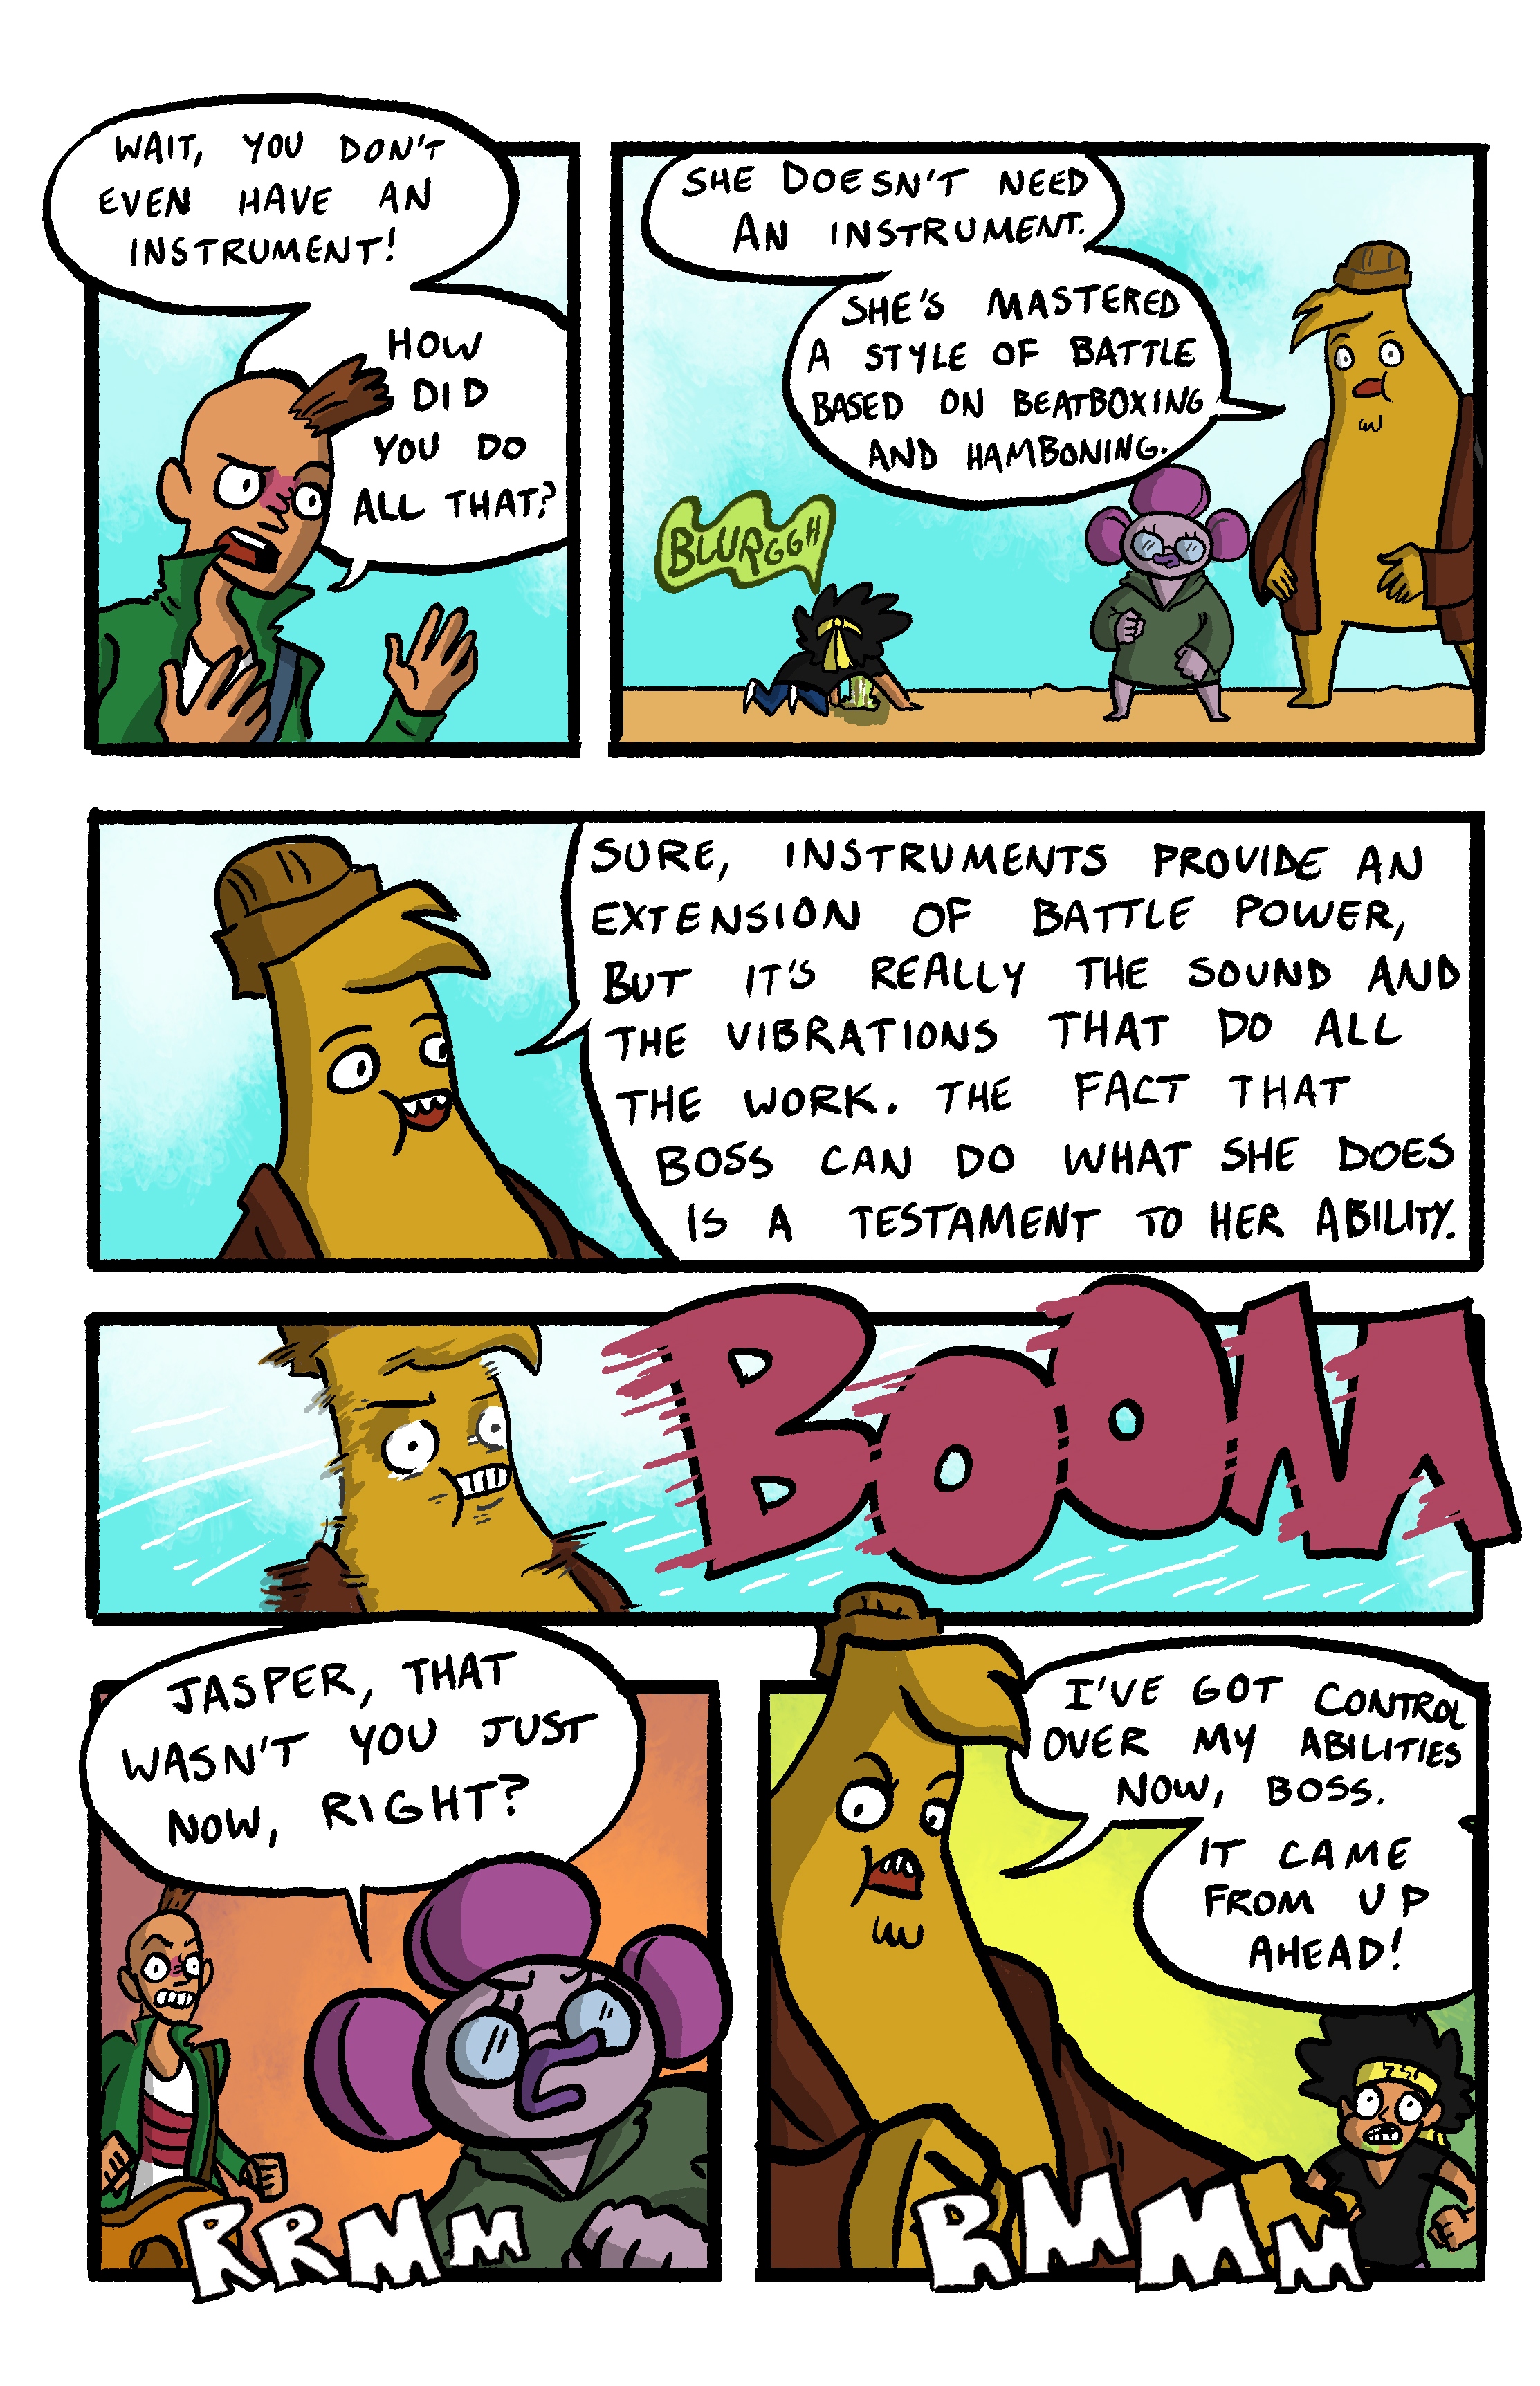 WAIT, YOU DON'T
EVEN HAVE AN
INSTRUMENT!
HOW
DID
YOU DO
ALL THAT?
SHE DOESN'T NEED
AN INSTRUMENT.
SHE'S MASTERED
A STYLE OF BATTLE
BASED ON BEATBOXING
AND HAMBONING.
BLURGGH
SURE, INSTRUMENTS PROVIDE AN
EXTENSION OF BATTLE POWER,
BUT IT'S REALLY THE SOUND AND
THE VIBRATIONS THAT DO ALL
THE WORK. THE FACT THAT
BOSS CAN DO WHAT SHE DOES
IS A TESTAMENT TO HER ABILITY.
BOOM
JASPER, THAT
WASN'T YOU JUST
NOW, RIGHT?
RRMM
I'VE GOT CONTROL
OVER MY ABILITIES
NOW, BOSS.
IT CAME
FROM UP
AHEAD!
RMMM